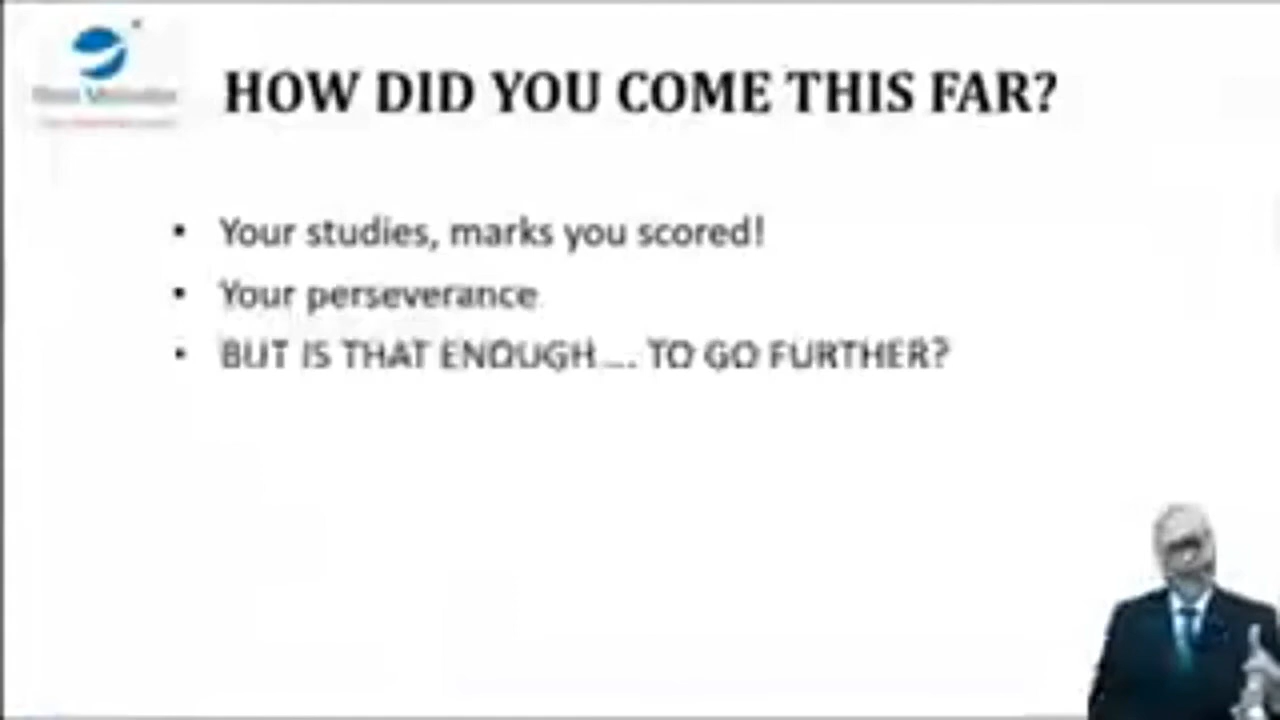 HOW DID YOU COME THIS FAR?
• Your studies, marks you scored!
• Your perseverance
• BUT IS THAT ENOUGH.... TO GO FURTHER?